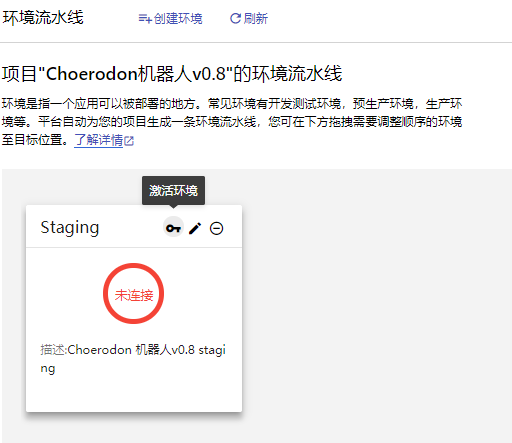 环境流水线 创建环境 刷新
项目"Choerodon机器人v0.8"的环境流水线
环境是指一个应用可以被部署的地方。常见环境有开发测试环境，预生产环境，生产环
境等。平台自动为您的项目生成一条环境流水线，您可在下方拖拽需要调整顺序的环境
至目标位置。了解详情
激活环境
Staging
未连接
描述:Choerodon 机器人v0.8 stagi
ng